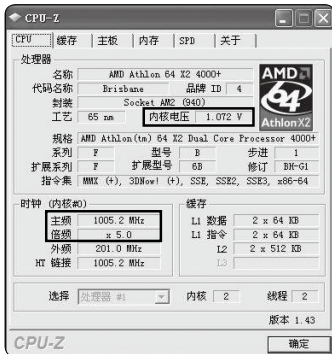 CPU-Z
CPU 缓存 主板 内存 SPD 关于
处理器
名称 AMD Athlon 64 X2 4000+
代码名称 Brisbane 品牌 ID 4
封装 Socket AM2 (940)
工艺 65 nm 内核电压 1.072 V
AMD
64
AthlonX2
规格 AMD Athlon(tm) 64 X2 Dual Core Processor 4000+
系列 F 型号 B 步进 1
扩展系列 F 扩展型号 6B 修订 BH-G1
指令集 MMX (+), 3DNow! (+), SSE, SSE2, SSE3, x86-64
时钟 (内核#0) 缓存
主频 1005.2 MHz L1 数据 2 x 64 KB
倍频 x 5.0 L1 指令 2 x 64 KB
外频 201.0 MHz L2 2 x 512 KB
HT 链接 1005.2 MHz L3
选择 处理器 #1 内核 2 线程 2
版本 1.43
CPU-Z 确定